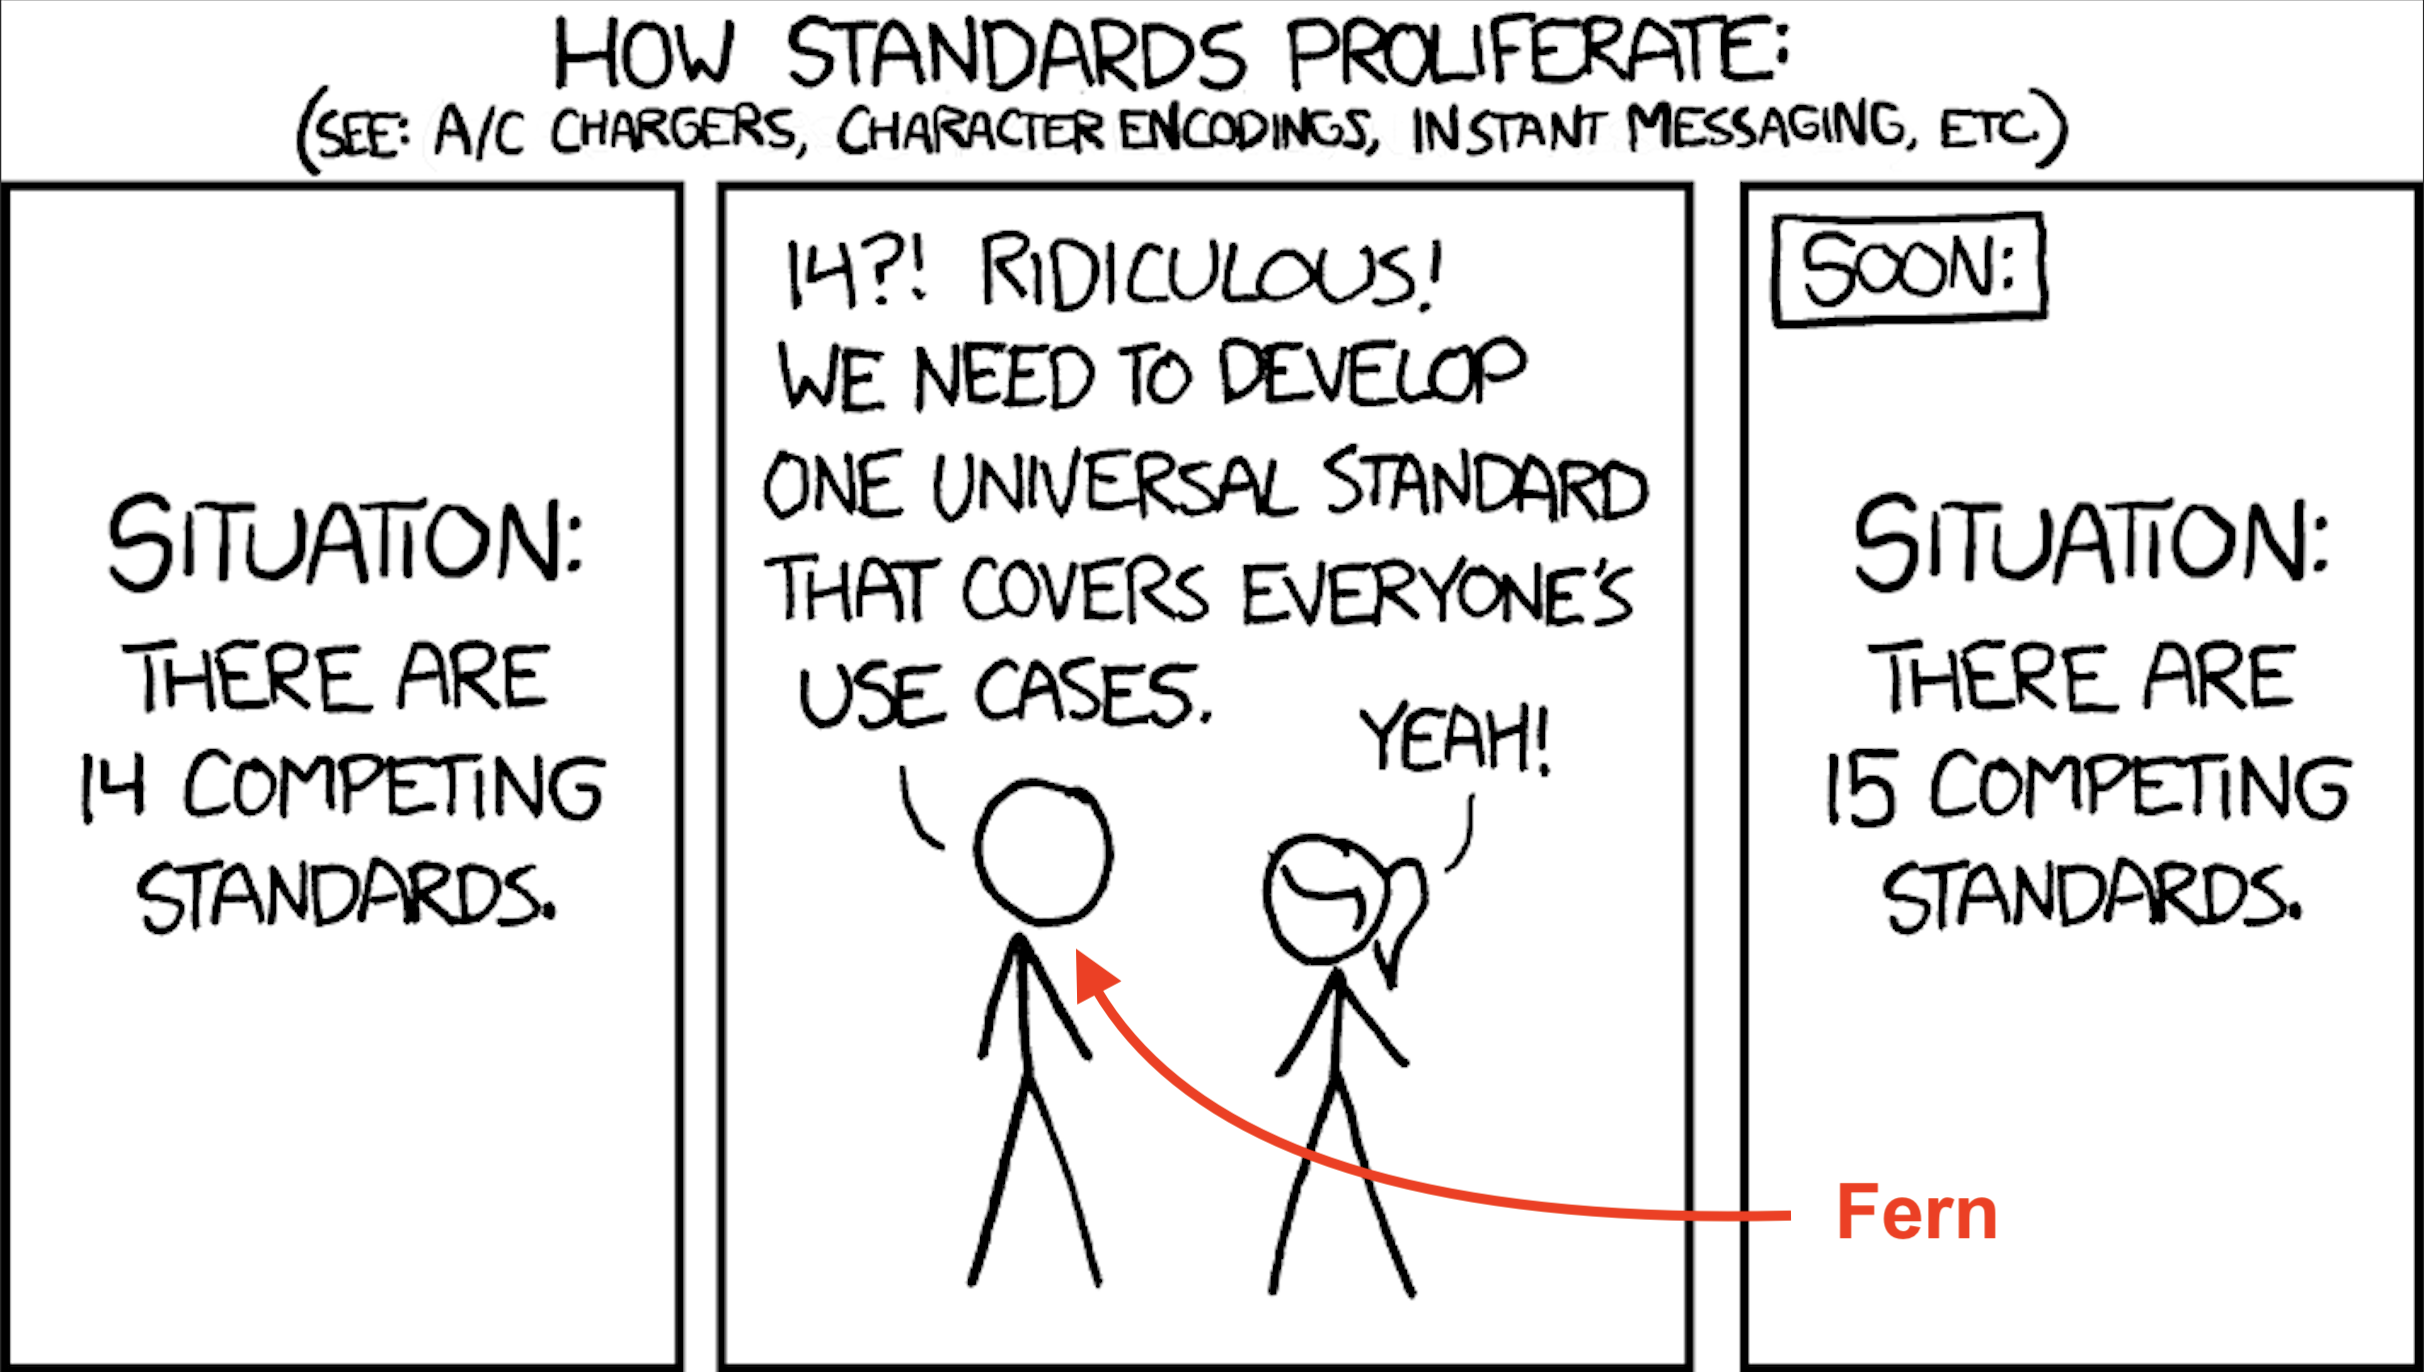 HOW STANDARDS PROLIFERATE:
(SEE: A/C CHARGERS, CHARACTER ENCODINGS, INSTANT MESSAGING, ETC.)
SITUATION:
THERE ARE
14 COMPETING
STANDARDS.
14?! RIDICULOUS!
WE NEED TO DEVELOP
ONE UNIVERSAL STANDARD
THAT COVERS EVERYONE'S
USE CASES.
YEAH!
SOON:
SITUATION:
THERE ARE
15 COMPETING
STANDARDS.
Fern